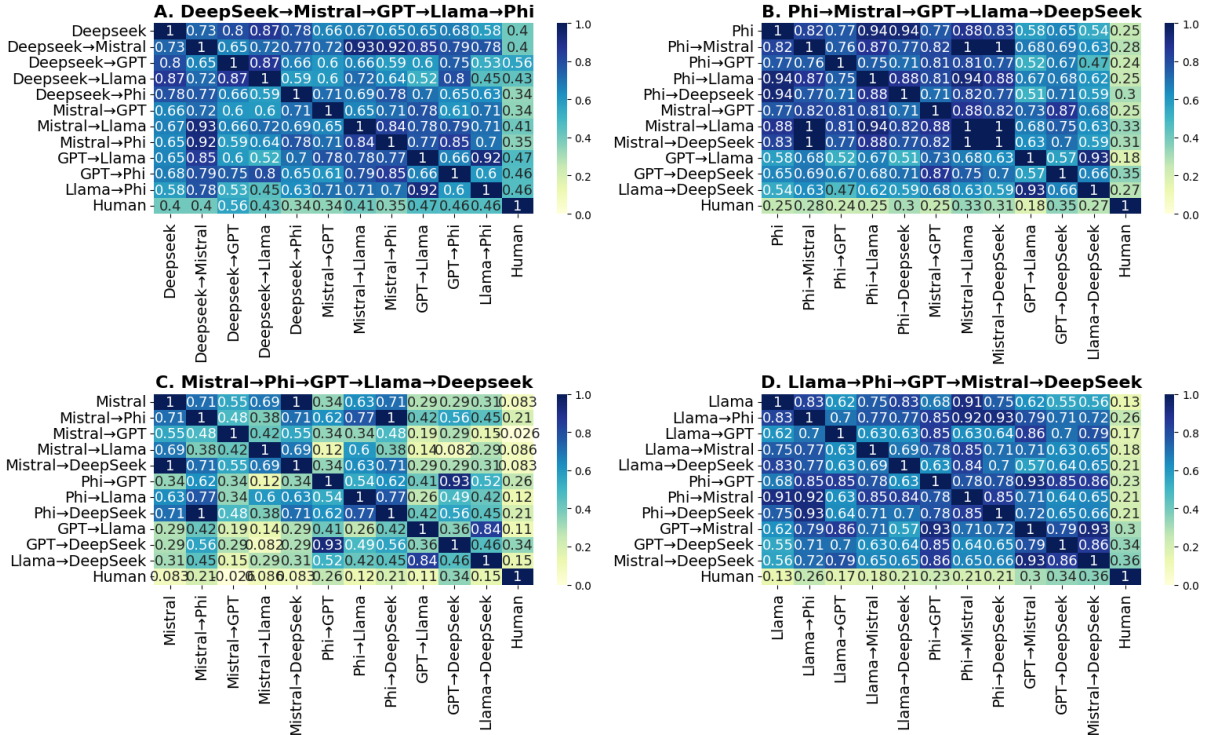 A. DeepSeek→Mistral→GPT→Llama→Phi
Deepseek 1 0.73 0.8 0.87 0.78 0.66 0.67 0.65 0.65 0.68 0.58 0.4
Deepseek→Mistral 0.73 1 0.65 0.72 0.77 0.72 0.93 0.92 0.85 0.79 0.78 0.4
Deepseek→GPT 0.8 0.65 1 0.87 0.66 0.6 0.66 0.59 0.6 0.75 0.53 0.56
Deepseek→Llama 0.87 0.72 0.87 1 0.59 0.6 0.72 0.64 0.52 0.8 0.45 0.43
Deepseek→Phi 0.78 0.77 0.66 0.59 1 0.71 0.69 0.78 0.7 0.65 0.63 0.34
Mistral→GPT 0.66 0.72 0.6 0.6 0.71 1 0.65 0.71 0.78 0.61 0.71 0.34
Mistral→Llama 0.67 0.93 0.66 0.72 0.69 0.65 1 0.84 0.78 0.79 0.71 0.41
Mistral→Phi 0.65 0.92 0.59 0.64 0.78 0.71 0.84 1 0.77 0.85 0.7 0.35
GPT→Llama 0.65 0.85 0.6 0.52 0.7 0.78 0.78 0.77 1 0.66 0.92 0.47
GPT→Phi 0.68 0.79 0.75 0.8 0.65 0.61 0.79 0.85 0.66 1 0.6 0.46
Llama→Phi 0.58 0.78 0.53 0.45 0.63 0.71 0.71 0.7 0.92 0.6 1 0.46
Human 0.4 0.4 0.56 0.43 0.34 0.34 0.41 0.35 0.47 0.46 0.46 1
Deepseek Deepseek→Mistral Deepseek→GPT Deepseek→Llama Deepseek→Phi Mistral→GPT Mistral→Llama Mistral→Phi GPT→Llama GPT→Phi Llama→Phi Human
1.0
0.8
0.6
0.4
0.2
0.0
B. Phi→Mistral→GPT→Llama→DeepSeek
Phi 1 0.82 0.77 0.94 0.94 0.77 0.88 0.83 0.58 0.65 0.54 0.25
Phi→Mistral 0.82 1 0.76 0.87 0.77 0.82 1 1 0.68 0.69 0.63 0.28
Phi→GPT 0.77 0.76 1 0.75 0.71 0.81 0.81 0.77 0.52 0.67 0.47 0.24
Phi→Llama 0.94 0.87 0.75 1 0.88 0.81 0.94 0.88 0.67 0.68 0.62 0.25
Phi→Deepseek 0.94 0.77 0.71 0.88 1 0.71 0.82 0.77 0.51 0.71 0.59 0.3
Mistral→GPT 0.77 0.82 0.81 0.81 0.71 1 0.88 0.82 0.73 0.87 0.68 0.25
Mistral→Llama 0.88 1 0.81 0.94 0.82 0.88 1 1 0.68 0.75 0.63 0.33
Mistral→DeepSeek 0.83 1 0.77 0.88 0.77 0.82 1 1 0.63 0.7 0.59 0.31
GPT→Llama 0.58 0.68 0.52 0.67 0.51 0.73 0.68 0.63 1 0.57 0.93 0.18
GPT→DeepSeek 0.65 0.69 0.67 0.68 0.71 0.87 0.75 0.7 0.57 1 0.66 0.35
Llama→DeepSeek 0.54 0.63 0.47 0.62 0.59 0.68 0.63 0.59 0.93 0.66 1 0.27
Human 0.25 0.28 0.24 0.25 0.3 0.25 0.33 0.31 0.18 0.35 0.27 1
Phi Phi→Mistral Phi→GPT Phi→Llama Phi→Deepseek Mistral→GPT Mistral→Llama Mistral→DeepSeek GPT→Llama GPT→DeepSeek Llama→DeepSeek Human
1.0
0.8
0.6
0.4
0.2
0.0
C. Mistral→Phi→GPT→Llama→Deepseek
Mistral 1 0.71 0.55 0.69 1 0.34 0.63 0.71 0.29 0.29 0.31 0.083
Mistral→Phi 0.71 1 0.48 0.38 0.71 0.62 0.77 1 0.42 0.56 0.45 0.21
Mistral→GPT 0.55 0.48 1 0.42 0.55 0.34 0.34 0.48 0.19 0.29 0.15 0.026
Mistral→Llama 0.69 0.38 0.42 1 0.69 0.12 0.6 0.38 0.14 0.082 0.29 0.086
Mistral→DeepSeek 1 0.71 0.55 0.69 1 0.34 0.63 0.71 0.29 0.29 0.31 0.083
Phi→GPT 0.34 0.62 0.34 0.12 0.34 1 0.54 0.62 0.41 0.93 0.52 0.26
Phi→Llama 0.63 0.77 0.34 0.6 0.63 0.54 1 0.77 0.26 0.49 0.42 0.12
Phi→DeepSeek 0.71 1 0.48 0.38 0.71 0.62 0.77 1 0.42 0.56 0.45 0.21
GPT→Llama 0.29 0.42 0.19 0.14 0.29 0.41 0.26 0.42 1 0.36 0.84 0.11
GPT→DeepSeek 0.29 0.56 0.29 0.082 0.29 0.93 0.49 0.56 0.36 1 0.46 0.34
Llama→DeepSeek 0.31 0.45 0.15 0.29 0.31 0.52 0.42 0.45 0.84 0.46 1 0.15
Human 0.083 0.21 0.026 0.086 0.083 0.26 0.12 0.21 0.11 0.34 0.15 1
Mistral Mistral→Phi Mistral→GPT Mistral→Llama Mistral→DeepSeek Phi→GPT Phi→Llama Phi→DeepSeek GPT→Llama GPT→DeepSeek Llama→DeepSeek Human
1.0
0.8
0.6
0.4
0.2
0.0
D. Llama→Phi→GPT→Mistral→DeepSeek
Llama 1 0.83 0.62 0.75 0.83 0.68 0.91 0.75 0.62 0.55 0.56 0.13
Llama→Phi 0.83 1 0.7 0.77 0.77 0.85 0.92 0.93 0.79 0.71 0.72 0.26
Llama→GPT 0.62 0.7 1 0.63 0.63 0.85 0.63 0.64 0.86 0.7 0.79 0.17
Llama→Mistral 0.75 0.77 0.63 1 0.69 0.78 0.85 0.71 0.71 0.63 0.65 0.18
Llama→DeepSeek 0.83 0.77 0.63 0.69 1 0.63 0.84 0.7 0.57 0.64 0.65 0.21
Phi→GPT 0.68 0.85 0.85 0.78 0.63 1 0.78 0.78 0.93 0.85 0.86 0.23
Phi→Mistral 0.91 0.92 0.63 0.85 0.84 0.78 1 0.85 0.71 0.64 0.65 0.21
Phi→DeepSeek 0.75 0.93 0.64 0.71 0.7 0.78 0.85 1 0.72 0.65 0.66 0.21
GPT→Mistral 0.62 0.79 0.86 0.71 0.57 0.93 0.71 0.72 1 0.79 0.93 0.3
GPT→DeepSeek 0.55 0.71 0.7 0.63 0.64 0.85 0.64 0.65 0.79 1 0.86 0.34
Mistral→DeepSeek 0.56 0.72 0.79 0.65 0.65 0.86 0.65 0.66 0.93 0.86 1 0.36
Human 0.13 0.26 0.17 0.18 0.21 0.23 0.21 0.21 0.3 0.34 0.36 1
Llama Llama→Phi Llama→GPT Llama→Mistral Llama→DeepSeek Phi→GPT Phi→Mistral Phi→DeepSeek GPT→Mistral GPT→DeepSeek Mistral→DeepSeek Human
1.0
0.8
0.6
0.4
0.2
0.0